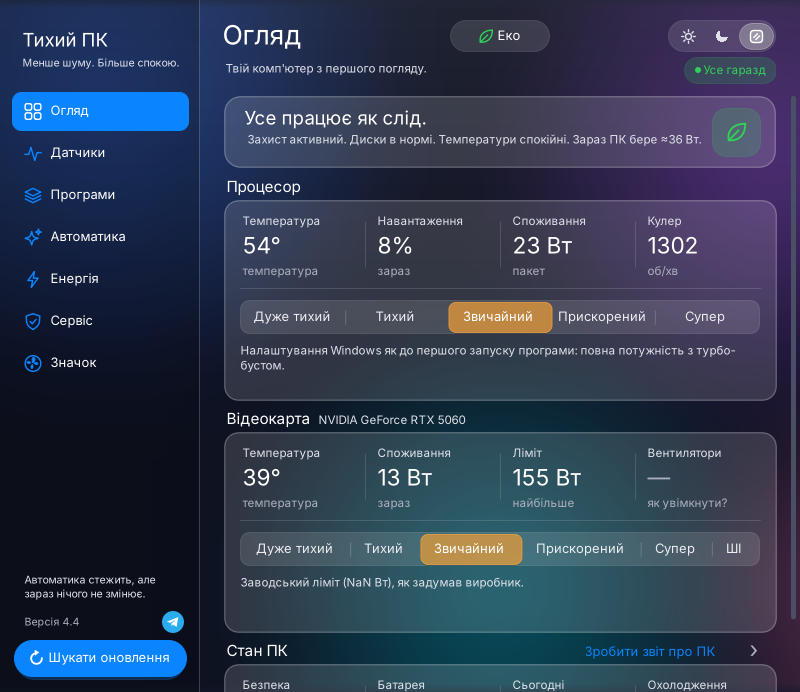 Тихий ПК
Менше шуму. Більше спокою.
Огляд
Датчики
Програми
Автоматика
Енергія
Сервіс
Значок
Автоматика стежить, але
зараз нічого не змінює.
Версія 4.4
Шукати оновлення
Огляд
Еко
Твій комп'ютер з першого погляду.
Усе гаразд
Усе працює як слід.
Захист активний. Диски в нормі. Температури спокійні. Зараз ПК бере ≈36 Вт.
Процесор
Температура Навантаження Споживання Кулер
54° 8% 23 Вт 1302
температура зараз пакет об/хв
Дуже тихий Тихий Звичайний Прискорений Супер
Налаштування Windows як до першого запуску програми: повна потужність з турбо-
бустом.
Відеокарта NVIDIA GeForce RTX 5060
Температура Споживання Ліміт Вентилятори
39° 13 Вт 155 Вт —
температура зараз найбільше як увімкнути?
Дуже тихий Тихий Звичайний Прискорений Супер ШІ
Заводський ліміт (NaN Вт), як задумав виробник.
Стан ПК Зробити звіт про ПК
Безпека Батарея Сьогодні Охолодження